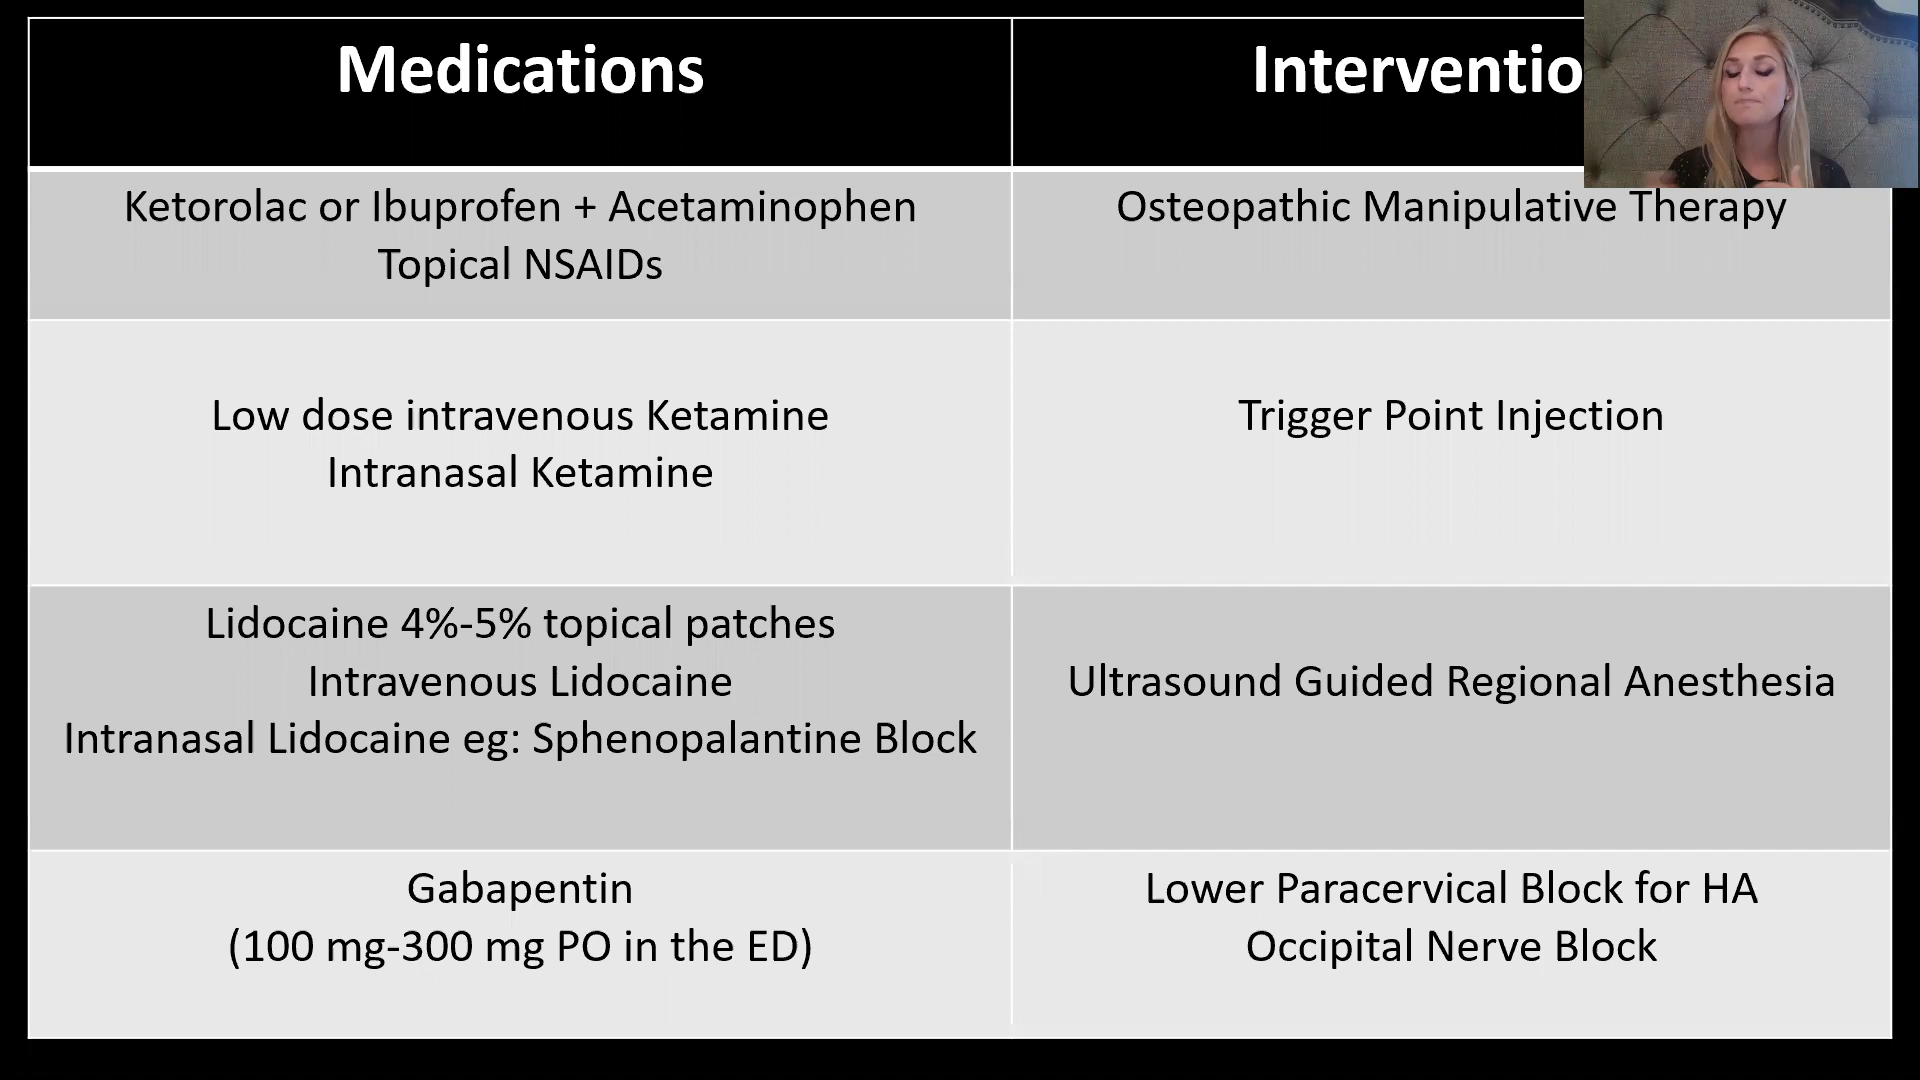 Medications
Interventio
Ketorolac or Ibuprofen + Acetaminophen
Topical NSAIDs
Osteopathic Manipulative Therapy
Low dose intravenous Ketamine
Intranasal Ketamine
Trigger Point Injection
Lidocaine 4%-5% topical patches
Intravenous Lidocaine
Intranasal Lidocaine eg: Sphenopalantine Block
Ultrasound Guided Regional Anesthesia
Gabapentin
(100 mg-300 mg PO in the ED)
Lower Paracervical Block for HA
Occipital Nerve Block